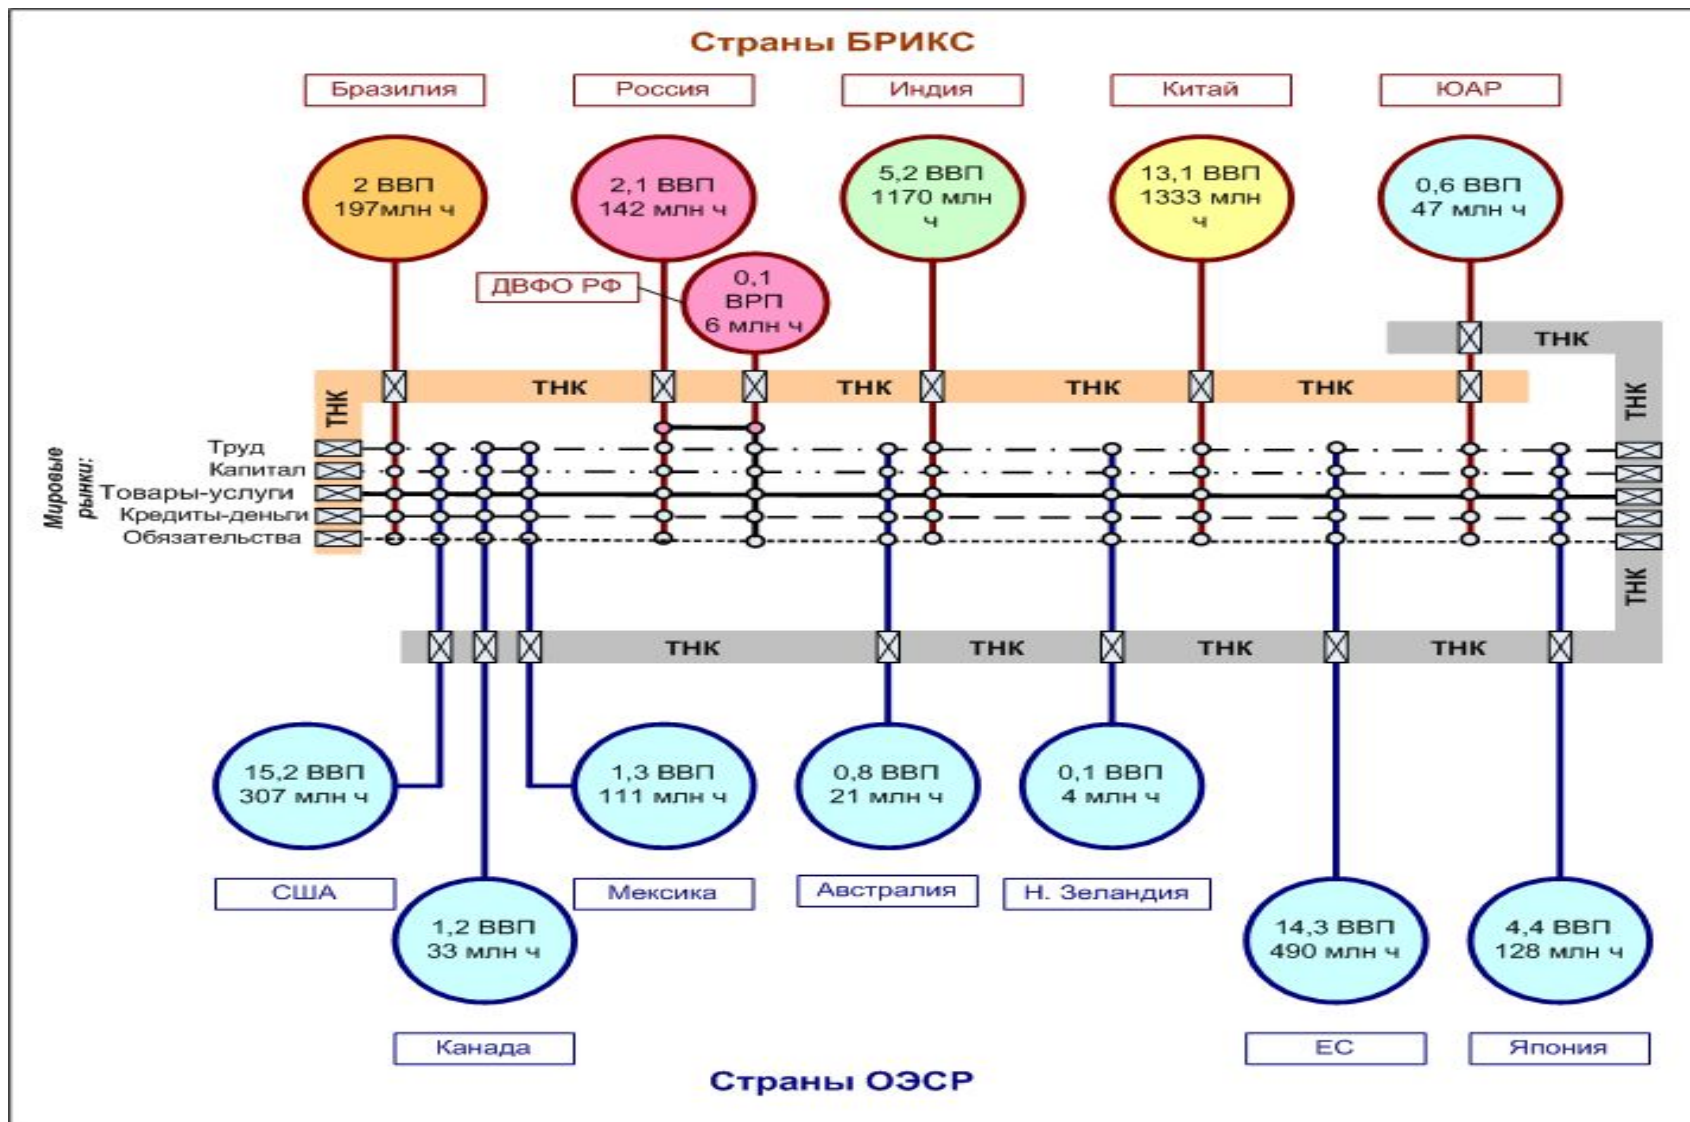 Страны БРИКС
Бразилия
Россия
Индия
Китай
ЮАР
2 ВВП
197млн ч
2,1 ВВП
142 млн ч
5,2 ВВП
1170 млн
ч
13,1 ВВП
1333 млн
ч
0,6 ВВП
47 млн ч
ДВФО РФ
0,1
ВРП
6 млн ч
ТНК
ТНК
ТНК
ТНК
ТНК
ТНК
ТНК
Мировые
рынки:
Труд
Капитал
Товары-услуги
Кредиты-деньги
Обязательства
ТНК
ТНК
ТНК
ТНК
ТНК
15,2 ВВП
307 млн ч
1,3 ВВП
111 млн ч
0,8 ВВП
21 млн ч
0,1 ВВП
4 млн ч
США
Мексика
Австралия
Н. Зеландия
1,2 ВВП
33 млн ч
14,3 ВВП
490 млн ч
4,4 ВВП
128 млн ч
Канада
ЕС
Япония
Страны ОЭСР